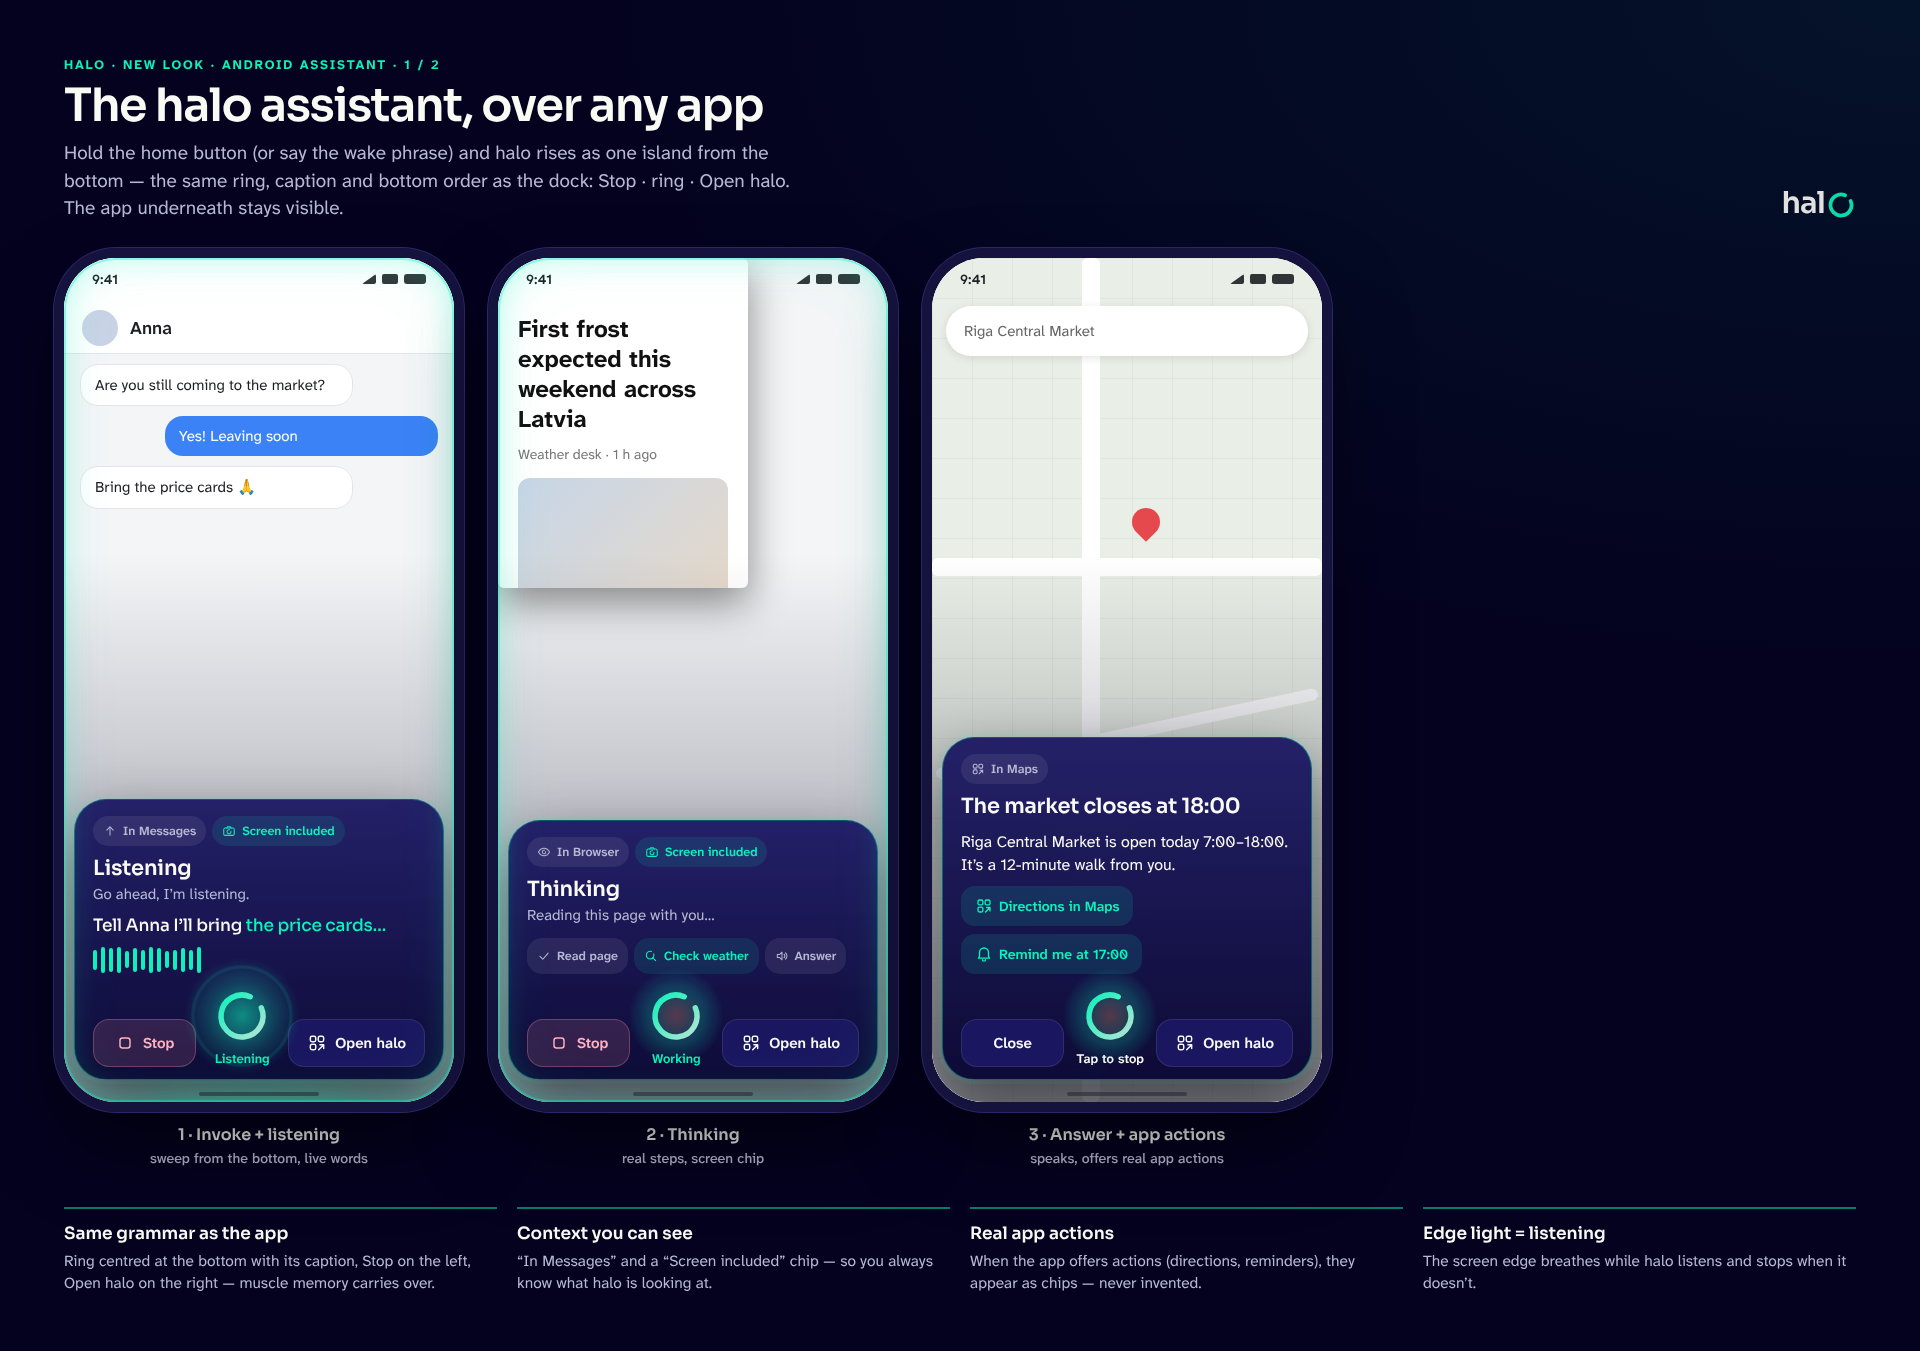 HALO · NEW LOOK · ANDROID ASSISTANT · 1 / 2
The halo assistant, over any app
Hold the home button (or say the wake phrase) and halo rises as one island from the
bottom — the same ring, caption and bottom order as the dock: Stop · ring · Open halo.
The app underneath stays visible.
hal
9:41
Anna
Are you still coming to the market?
Yes! Leaving soon
Bring the price cards 🙏
In Messages
Screen included
Listening
Go ahead, I’m listening.
Tell Anna I’ll bring the price cards…
Stop
Listening
Open halo
1 · Invoke + listening
sweep from the bottom, live words
9:41
First frost
expected this
weekend across
Latvia
Weather desk · 1 h ago
In Browser
Screen included
Thinking
Reading this page with you…
Read page
Check weather
Answer
Stop
Working
Open halo
2 · Thinking
real steps, screen chip
9:41
Riga Central Market
In Maps
The market closes at 18:00
Riga Central Market is open today 7:00–18:00.
It’s a 12-minute walk from you.
Directions in Maps
Remind me at 17:00
Close
Tap to stop
Open halo
3 · Answer + app actions
speaks, offers real app actions
Same grammar as the app
Ring centred at the bottom with its caption, Stop on the left,
Open halo on the right — muscle memory carries over.
Context you can see
“In Messages” and a “Screen included” chip — so you always
know what halo is looking at.
Real app actions
When the app offers actions (directions, reminders), they
appear as chips — never invented.
Edge light = listening
The screen edge breathes while halo listens and stops when it
doesn’t.